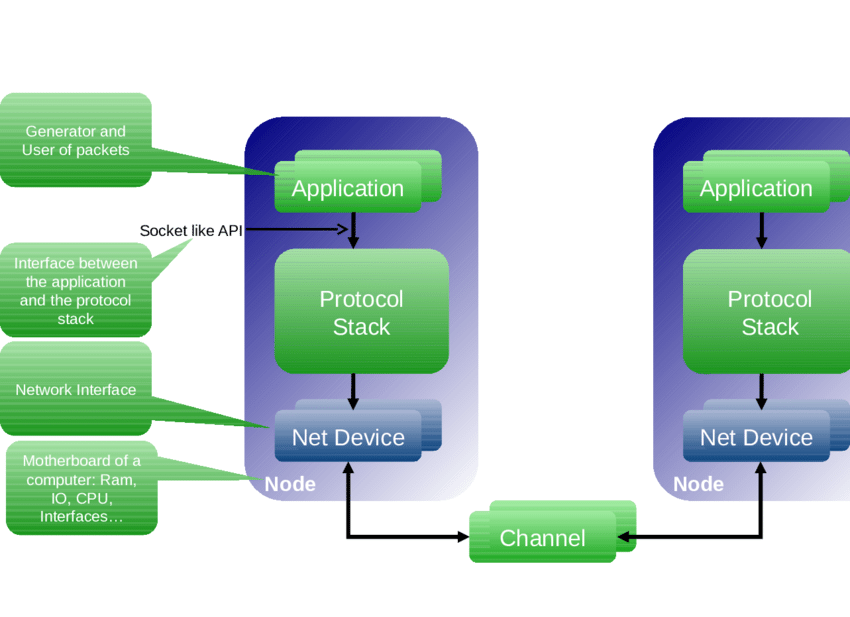 Generator and
User of packets
Application
Application
Socket like API
Interface between
the application
and the protocol
stack
Protocol
Stack
Protocol
Stack
Network Interface
Net Device
Net Device
Motherboard of a
computer: Ram,
IO, CPU,
Interfaces…
Node
Node
Channel